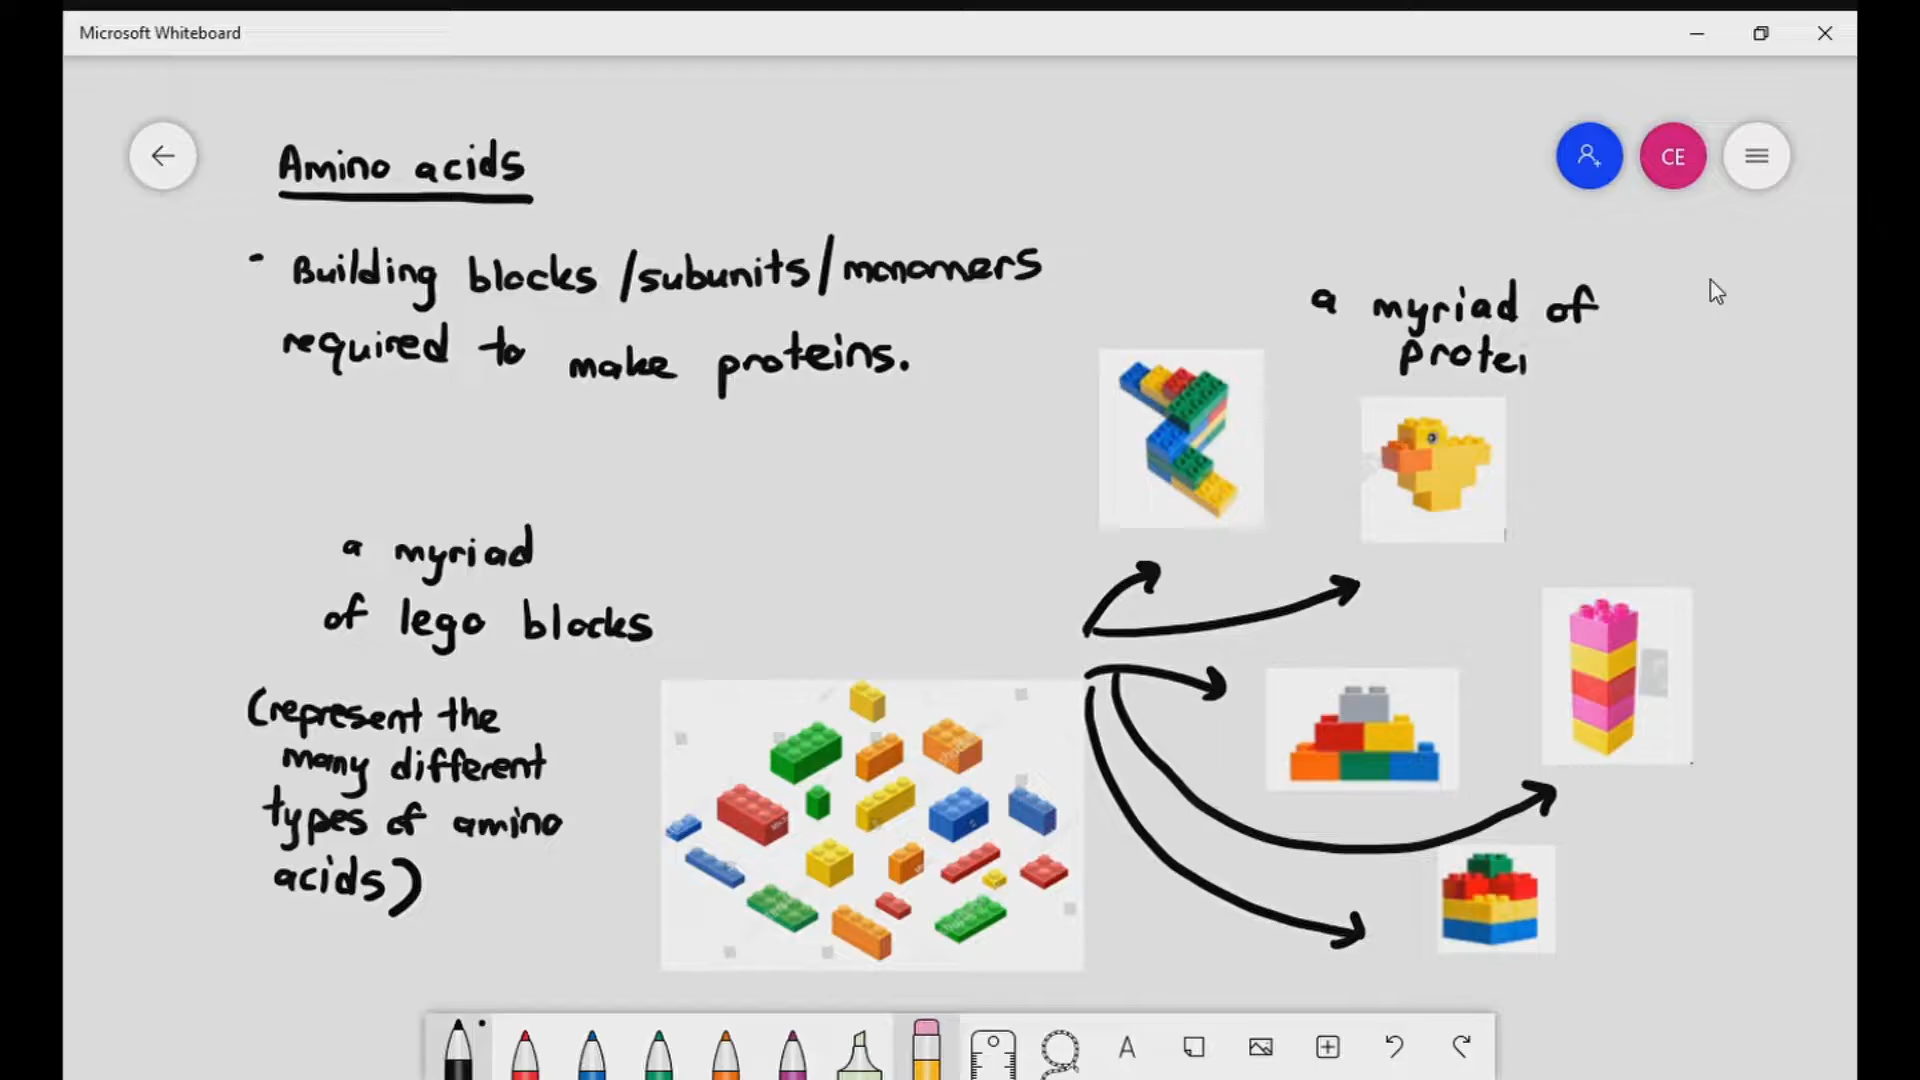 Microsoft Whiteboard
CE
Amino acids
- Building blocks /subunits/monomers
required to make proteins.
a myriad of
protei
a myriad
of lego blocks
(represent the
many different
types of amino
acids)
A